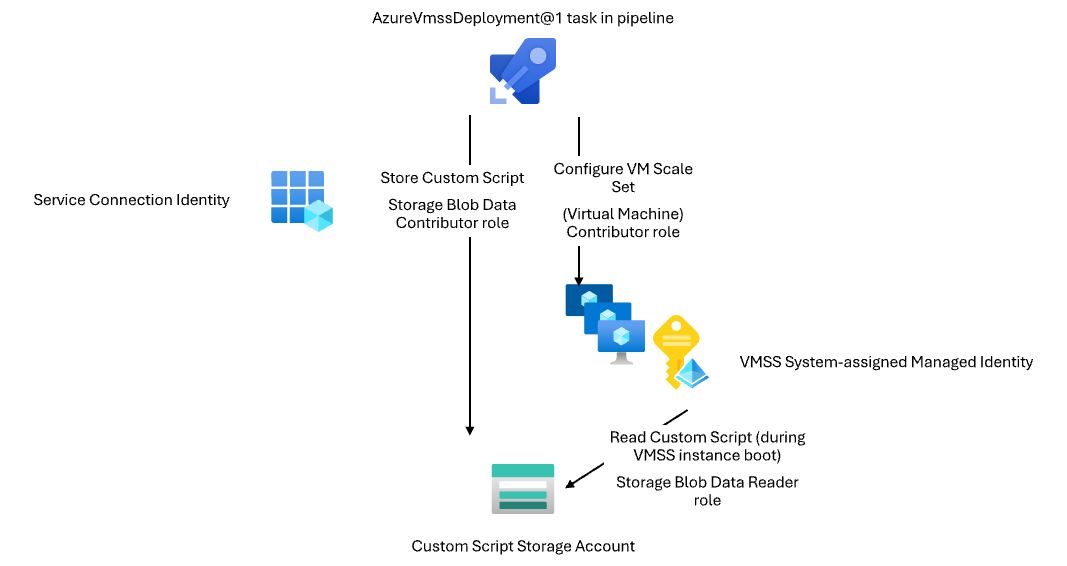 AzureVmssDeployment@1 task in pipeline
Service Connection Identity
Store Custom Script
Storage Blob Data
Contributor role
Configure VM Scale
Set
(Virtual Machine)
Contributor role
VMSS System-assigned Managed Identity
Read Custom Script (during
VMSS instance boot)
Storage Blob Data Reader
role
Custom Script Storage Account